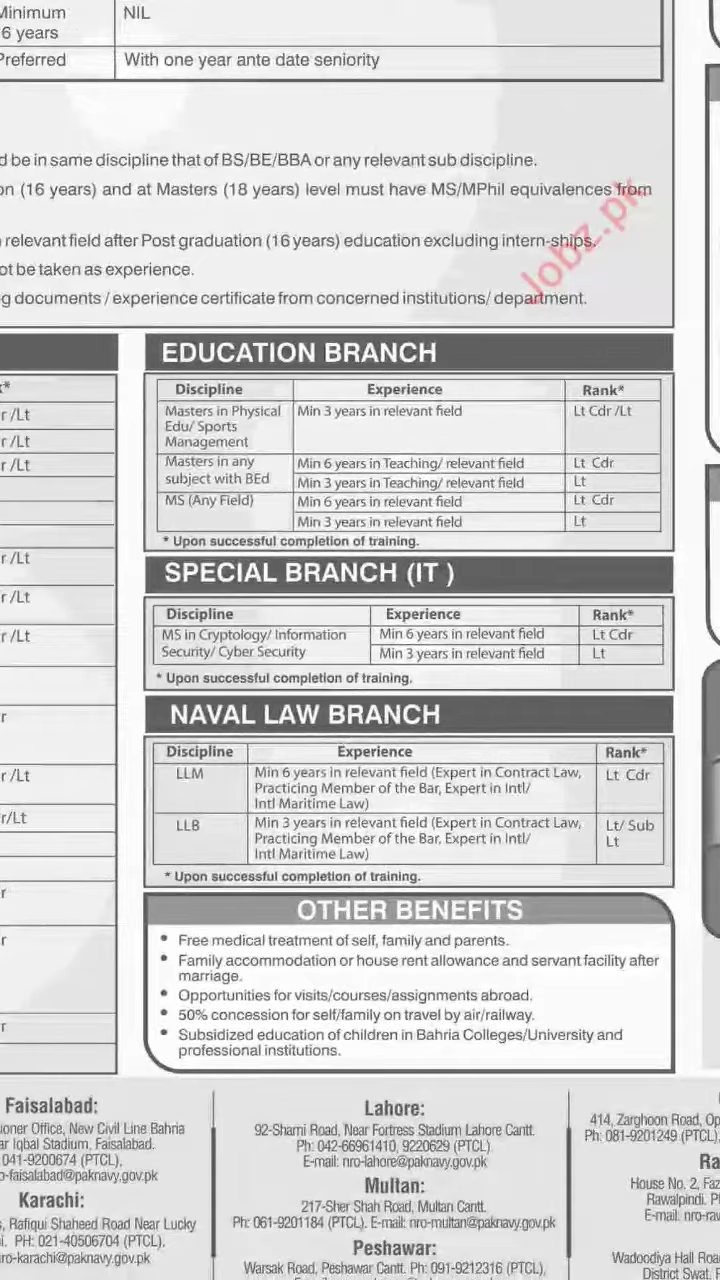 Minimum NIL
6 years
Preferred With one year ante date seniority
d be in same discipline that of BS/BE/BBA or any relevant sub discipline.
on (16 years) and at Masters (18 years) level must have MS/MPhil equivalences from
relevant field after Post graduation (16 years) education excluding intern-ships.
ot be taken as experience.
g documents / experience certificate from concerned institutions/ department.
Jobz.pk
r /Lt
r /Lt
r /Lt
r /Lt
r /Lt
r /Lt
r
r /Lt
r/Lt
r
r
r
EDUCATION BRANCH
Discipline Experience Rank*
Masters in Physical Min 3 years in relevant field Lt Cdr /Lt
Edu/ Sports
Management
Masters in any Min 6 years in Teaching/ relevant field Lt Cdr
subject with BEd Min 3 years in Teaching/ relevant field Lt
MS (Any Field) Min 6 years in relevant field Lt Cdr
Min 3 years in relevant field Lt
* Upon successful completion of training.
SPECIAL BRANCH (IT )
Discipline Experience Rank*
MS in Cryptology/ Information Min 6 years in relevant field Lt Cdr
Security/ Cyber Security Min 3 years in relevant field Lt
* Upon successful completion of training.
NAVAL LAW BRANCH
Discipline Experience Rank*
LLM Min 6 years in relevant field (Expert in Contract Law, Lt Cdr
Practicing Member of the Bar, Expert in Intl/
Intl Maritime Law)
LLB Min 3 years in relevant field (Expert in Contract Law, Lt/ Sub
Practicing Member of the Bar, Expert in Intl/ Lt
Intl Maritime Law)
* Upon successful completion of training.
OTHER BENEFITS
• Free medical treatment of self, family and parents.
• Family accommodation or house rent allowance and servant facility after
marriage.
• Opportunities for visits/courses/assignments abroad.
• 50% concession for self/family on travel by air/railway.
• Subsidized education of children in Bahria Colleges/University and
professional institutions.
Faisalabad:
ioner Office, New Civil Line Bahria
ar Iqbal Stadium, Faisalabad.
041-9200674 (PTCL),
o-faisalabad@paknavy.gov.pk
Karachi:
s, Rafiqui Shaheed Road Near Lucky
i. PH: 021-40506704 (PTCL).
nro-karachi@paknavy.gov.pk
Lahore:
92-Shami Road, Near Fortress Stadium Lahore Cantt.
Ph: 042-66961410, 9220629 (PTCL)
E-mail: nro-lahore@paknavy.gov.pk
Multan:
217-Sher Shah Road, Multan Cantt.
Ph: 061-9201184 (PTCL). E-mail: nro-multan@paknavy.gov.pk
Peshawar:
Warsak Road, Peshawar Cantt. Ph: 091-9212316 (PTCL),
414, Zarghoon Road, Op
Ph: 081-9201249 (PTCL)
Ra
House No. 2, Faz
Rawalpindi. P
E-mail: nro-raw
Wadoodiya Hall Road
District Swat. P